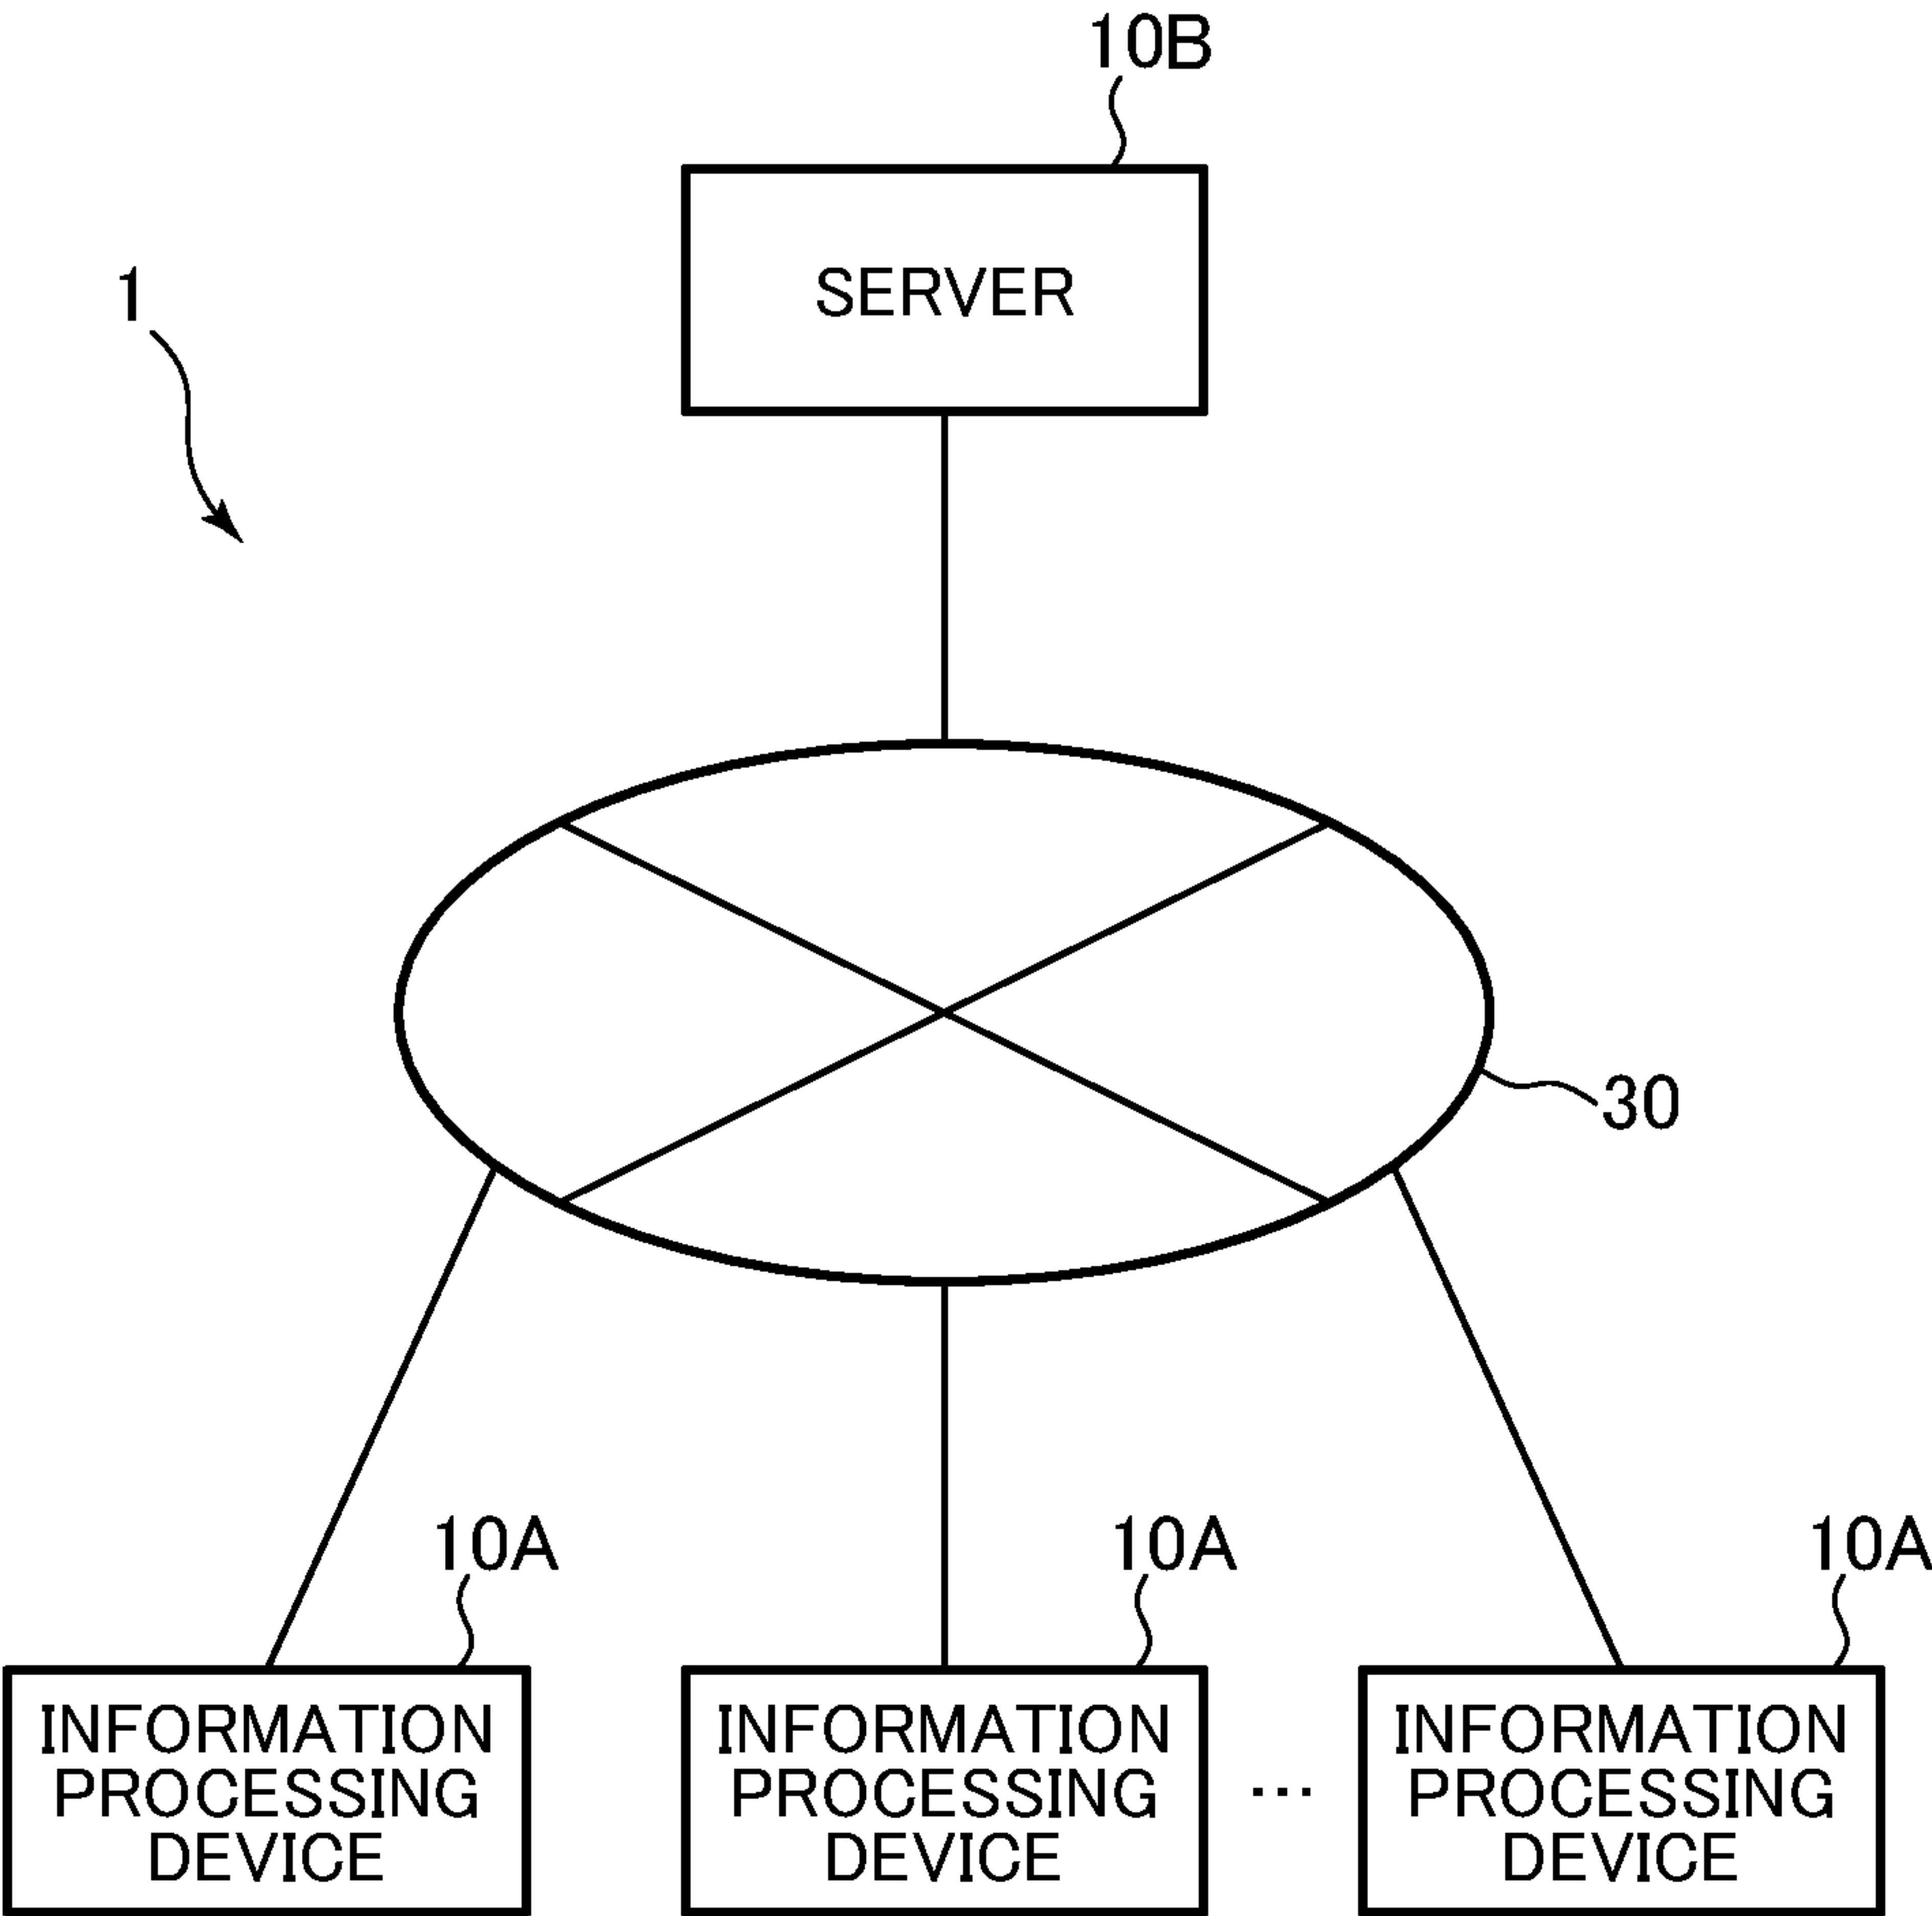 10B
SERVER
1
30
10A
10A
10A
INFORMATION
PROCESSING
DEVICE
INFORMATION
PROCESSING
DEVICE
...
INFORMATION
PROCESSING
DEVICE